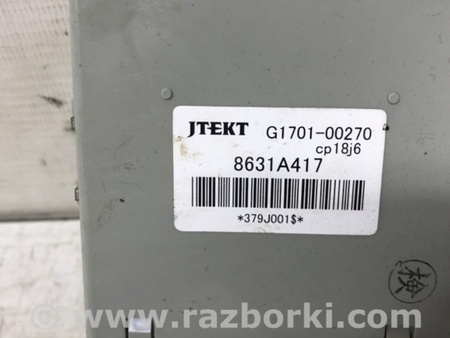 JTEKT G1701-00270
cp18j6
8631A417
*379J001$*
検
© www.razborki.com